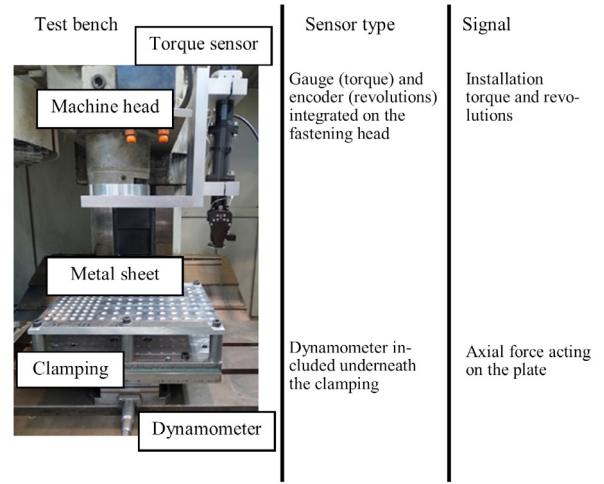 Test bench
Sensor type
Signal
Torque sensor
Machine head
Metal sheet
Clamping
Dynamometer
Gauge (torque) and
encoder (revolutions)
integrated on the
fastening head
Installation
torque and revo-
lutions
Dynamometer in-
cluded underneath
the clamping
Axial force acting
on the plate